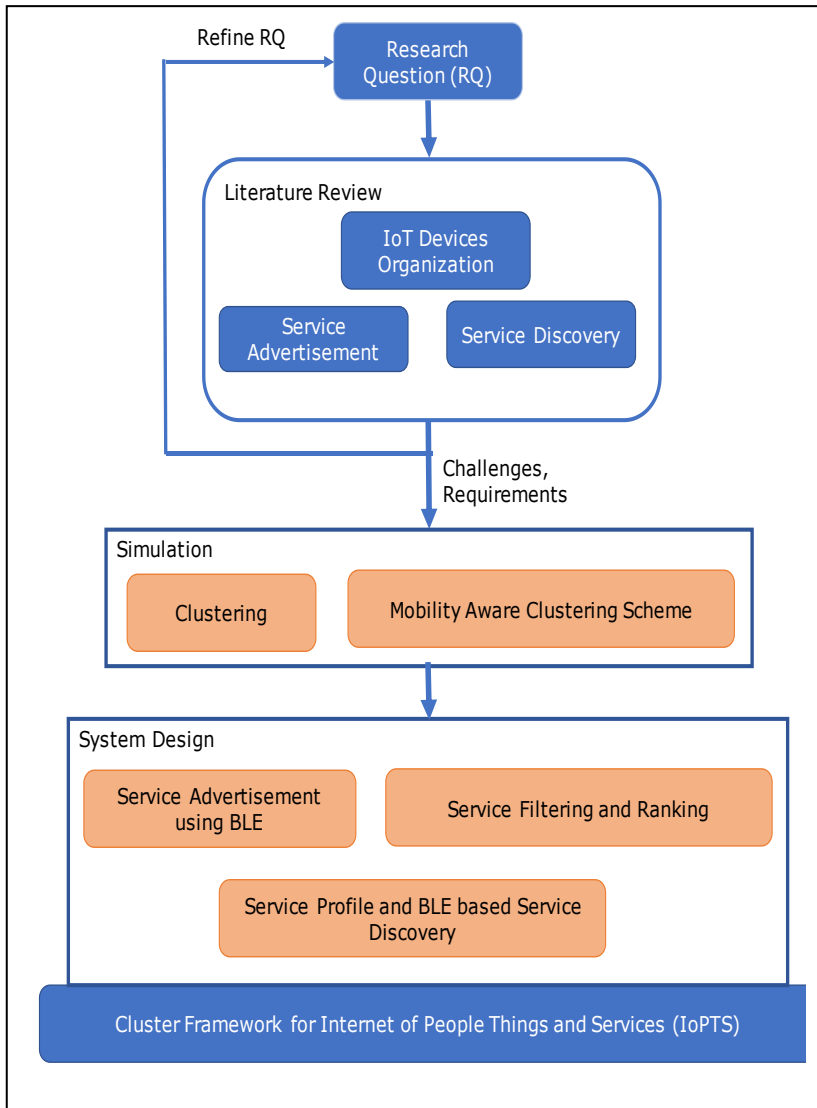 Refine RQ
Research
Question (RQ)
Literature Review
IoT Devices
Organization
Service
Advertisement
Service Discovery
Challenges,
Requirements
Simulation
Clustering
Mobility Aware Clustering Scheme
System Design
Service Advertisement
using BLE
Service Filtering and Ranking
Service Profile and BLE based Service
Discovery
Cluster Framework for Internet of People Things and Services (IoPTS)